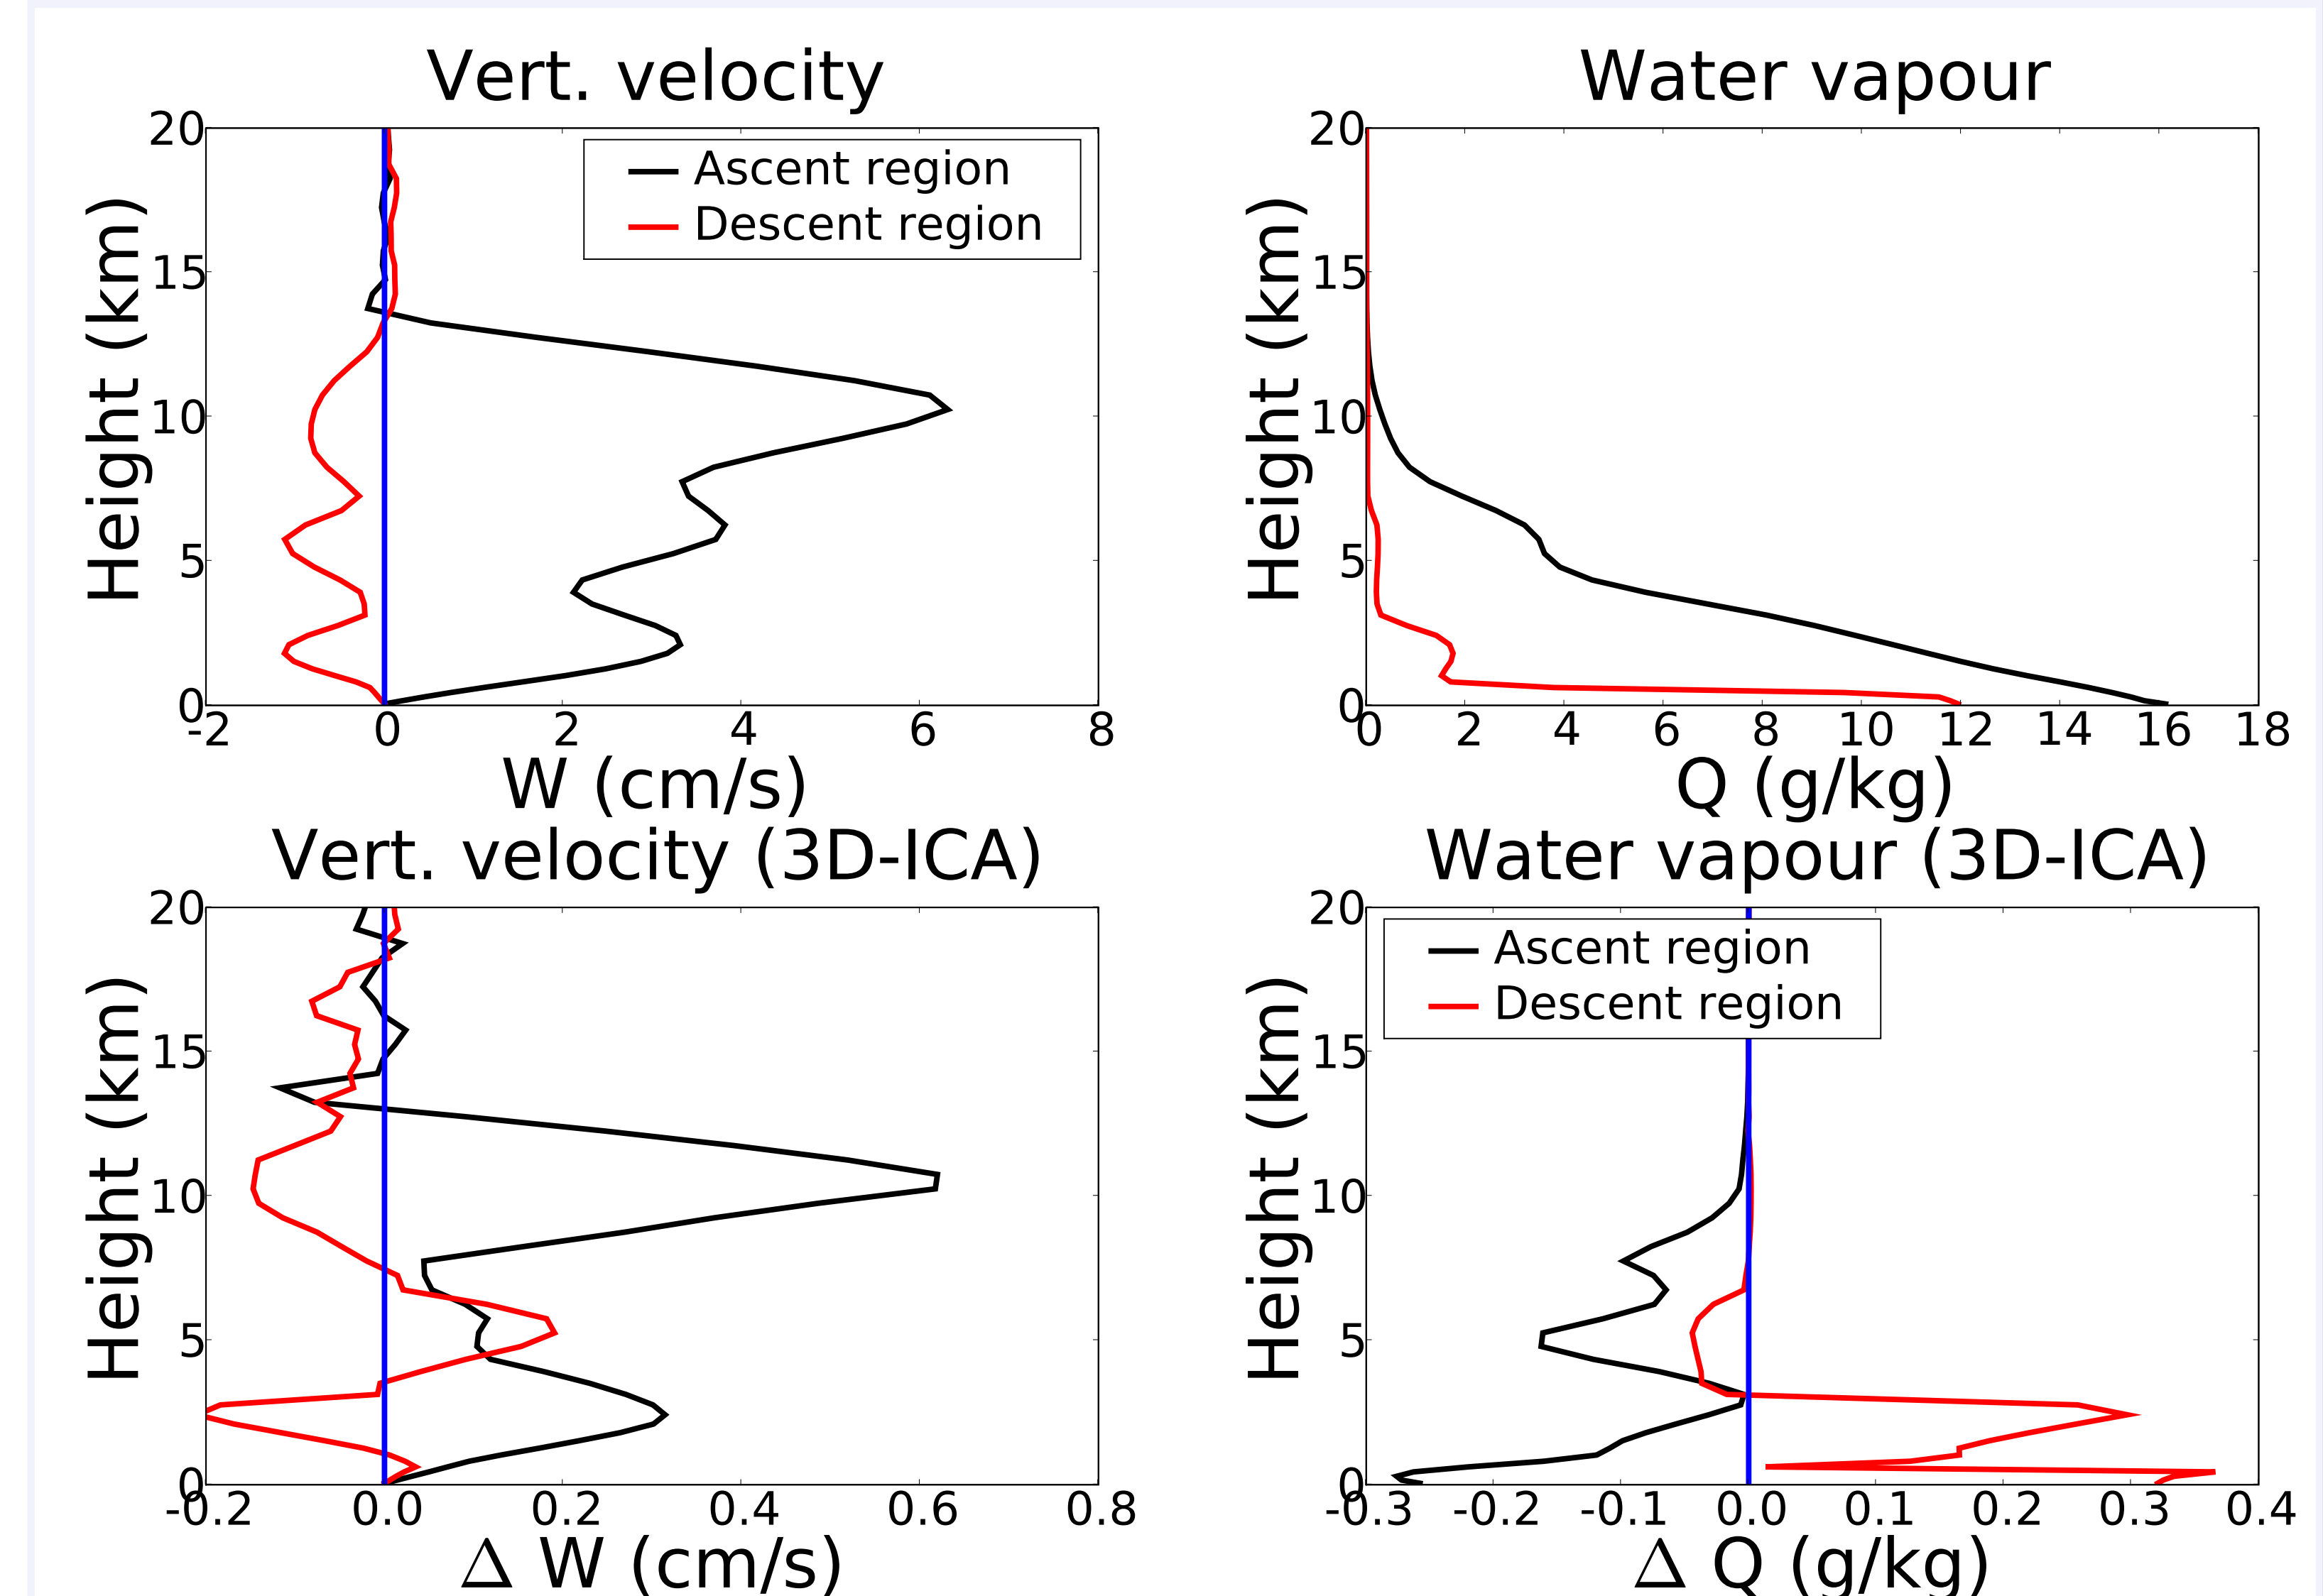 Vert. velocity
20
15
10
5
0
Height (km)
Ascent region
Descent region
-2 0 2 4 6 8
W (cm/s)
Water vapour
20
15
10
5
0
Height (km)
0 2 4 6 8 10 12 14 16 18
Q (g/kg)
Vert. velocity (3D-ICA)
20
15
10
5
0
Height (km)
-0.2 0.0 0.2 0.4 0.6 0.8
Δ W (cm/s)
Water vapour (3D-ICA)
20
15
10
5
0
Height (km)
Ascent region
Descent region
-0.3 -0.2 -0.1 0.0 0.1 0.2 0.3 0.4
Δ Q (g/kg)